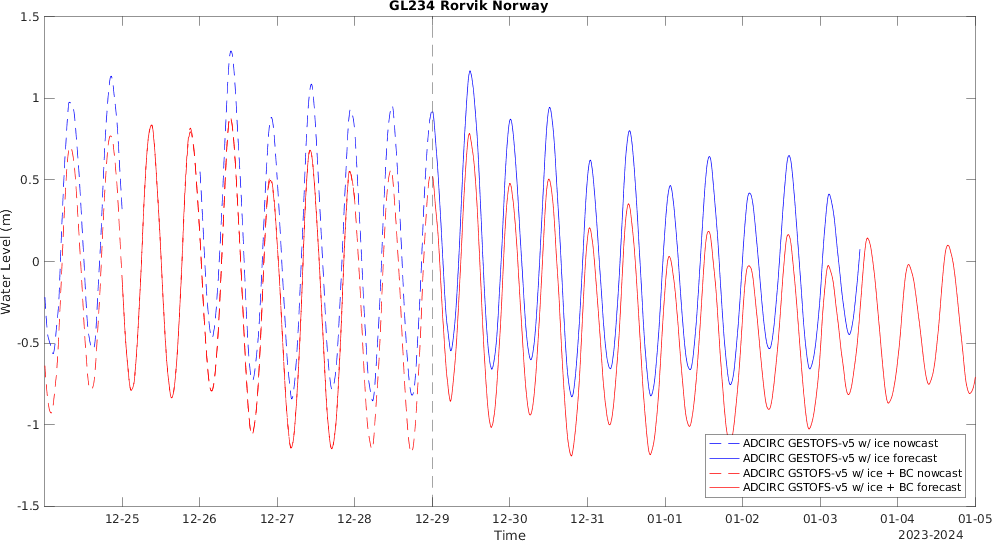 GL234 Rorvik Norway
1.5
1
0.5
0
-0.5
-1
-1.5
Water Level (m)
12-25 12-26 12-27 12-28 12-29 12-30 12-31 01-01 01-02 01-03 01-04 01-05
Time
2023-2024
ADCIRC GESTOFS-v5 w/ ice nowcast
ADCIRC GESTOFS-v5 w/ ice forecast
ADCIRC GSTOFS-v5 w/ ice + BC nowcast
ADCIRC GSTOFS-v5 w/ ice + BC forecast